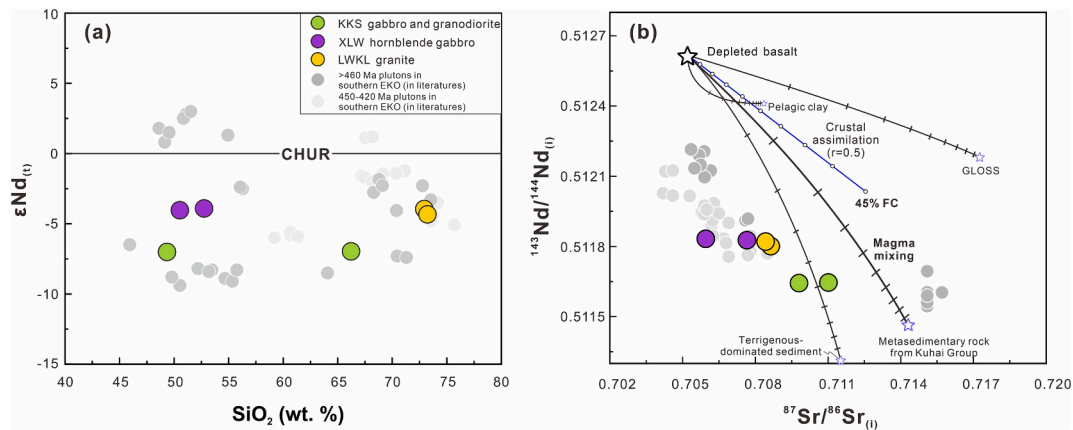 (a)
KKS gabbro and granodiorite
XLW hornblende gabbro
LWKL granite
>460 Ma plutons in
southern EKO (in literatures)
450-420 Ma plutons in
southern EKO (in literatures)
CHUR
10
5
0
-5
-10
-15
εNd(t)
40
45
50
55
60
65
70
75
80
SiO2 (wt. %)
(b)
Depleted basalt
Pelagic clay
Crustal
assimilation
(r=0.5)
GLOSS
45% FC
Magma
mixing
Terrigenous-
dominated sediment
Metasedimentary rock
from Kuhai Group
0.5127
0.5124
0.5121
0.5118
0.5115
143Nd/144Nd(i)
0.702
0.705
0.708
0.711
0.714
0.717
0.720
87Sr/86Sr(i)